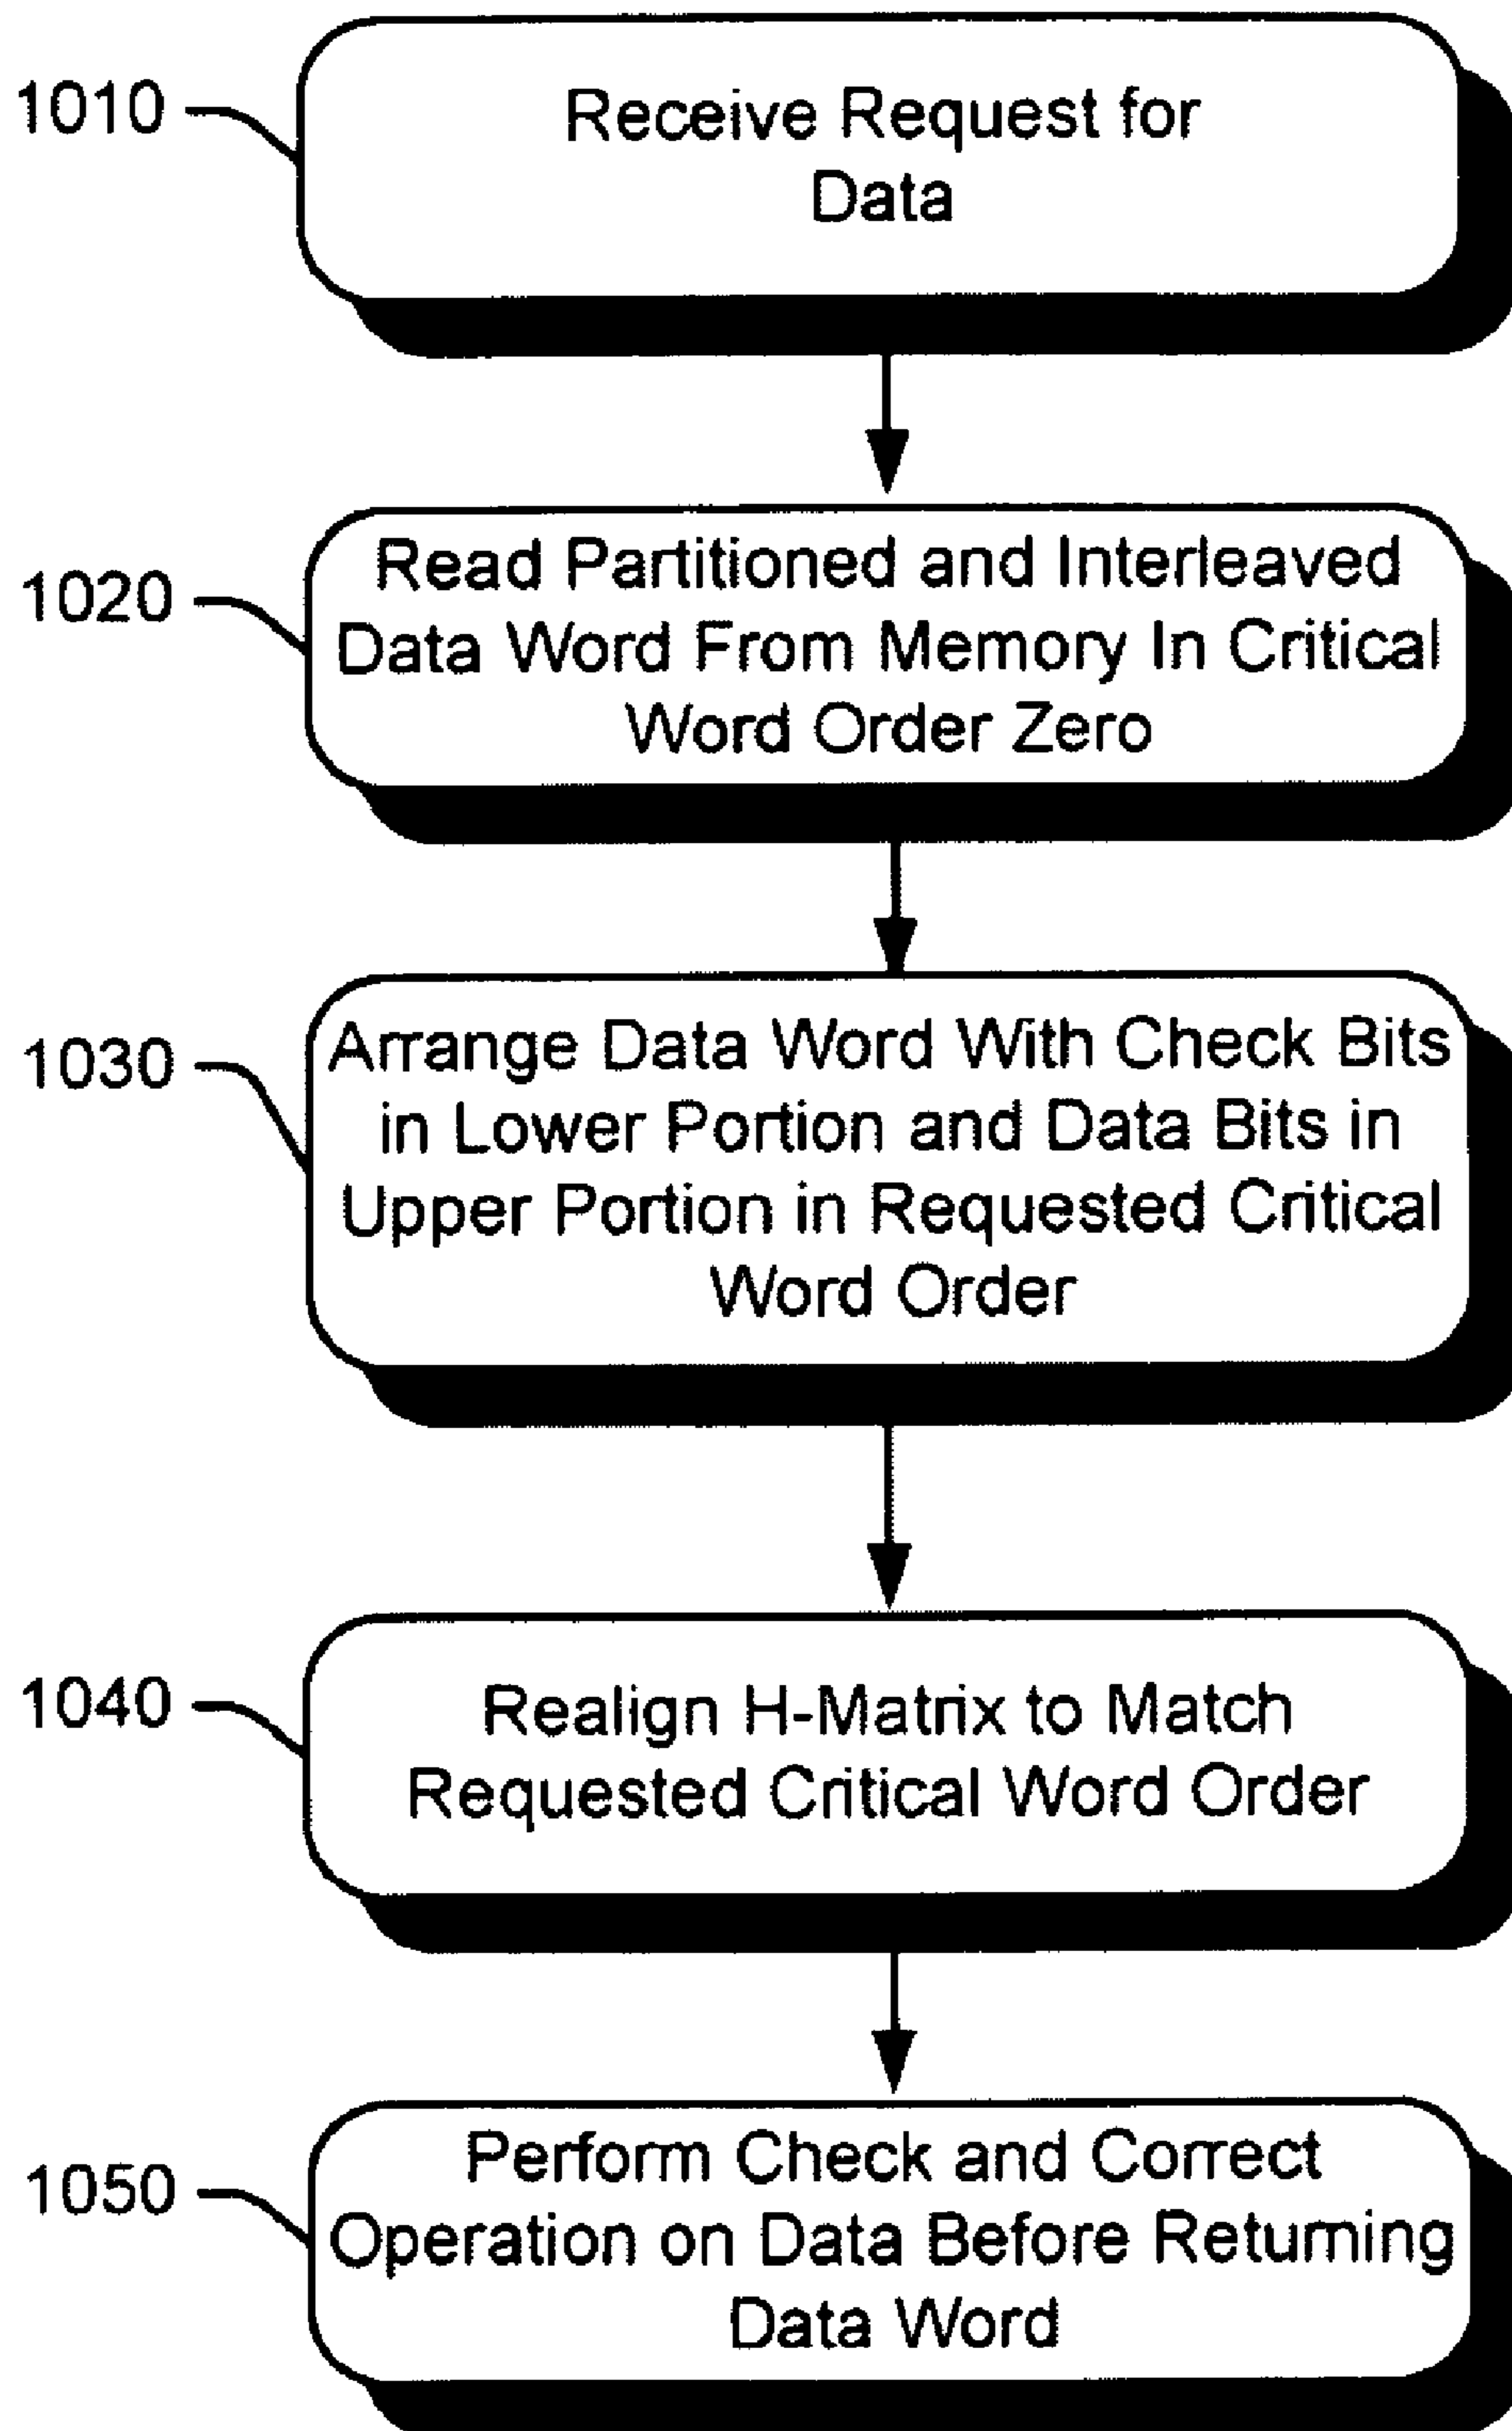 1010
Receive Request for
Data
1020
Read Partitioned and Interleaved
Data Word From Memory In Critical
Word Order Zero
1030
Arrange Data Word With Check Bits
in Lower Portion and Data Bits in
Upper Portion in Requested Critical
Word Order
1040
Realign H-Matrix to Match
Requested Critical Word Order
1050
Perform Check and Correct
Operation on Data Before Returning
Data Word